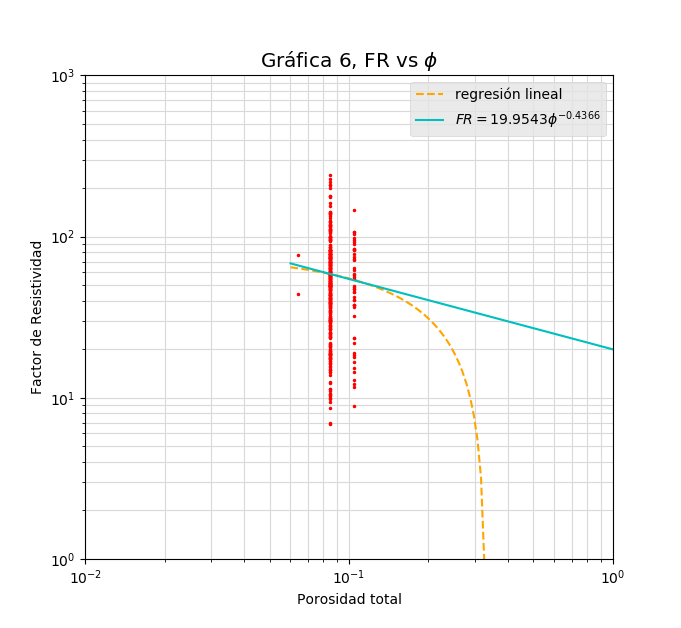 Gráfica 6, FR vs ϕ
10³
regresión lineal
FR = 19.9543ϕ^−0.4366
10²
Factor de Resistividad
10¹
10⁰
10⁻²
10⁻¹
10⁰
Porosidad total